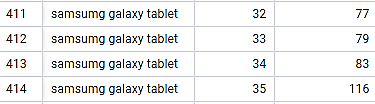 411 samsumg galaxy tablet 32 77
412 samsumg galaxy tablet 33 79
413 samsumg galaxy tablet 34 83
414 samsumg galaxy tablet 35 116